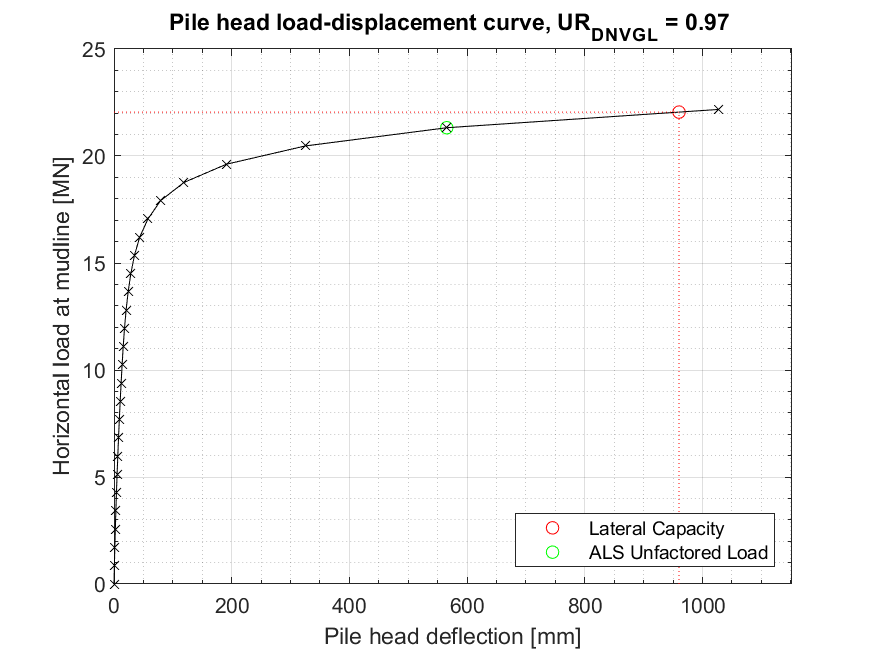 Pile head load-displacement curve, UR_DNVGL = 0.97
Horizontal load at mudline [MN]
25
20
15
10
5
0
0 200 400 600 800 1000
Pile head deflection [mm]
Lateral Capacity
ALS Unfactored Load